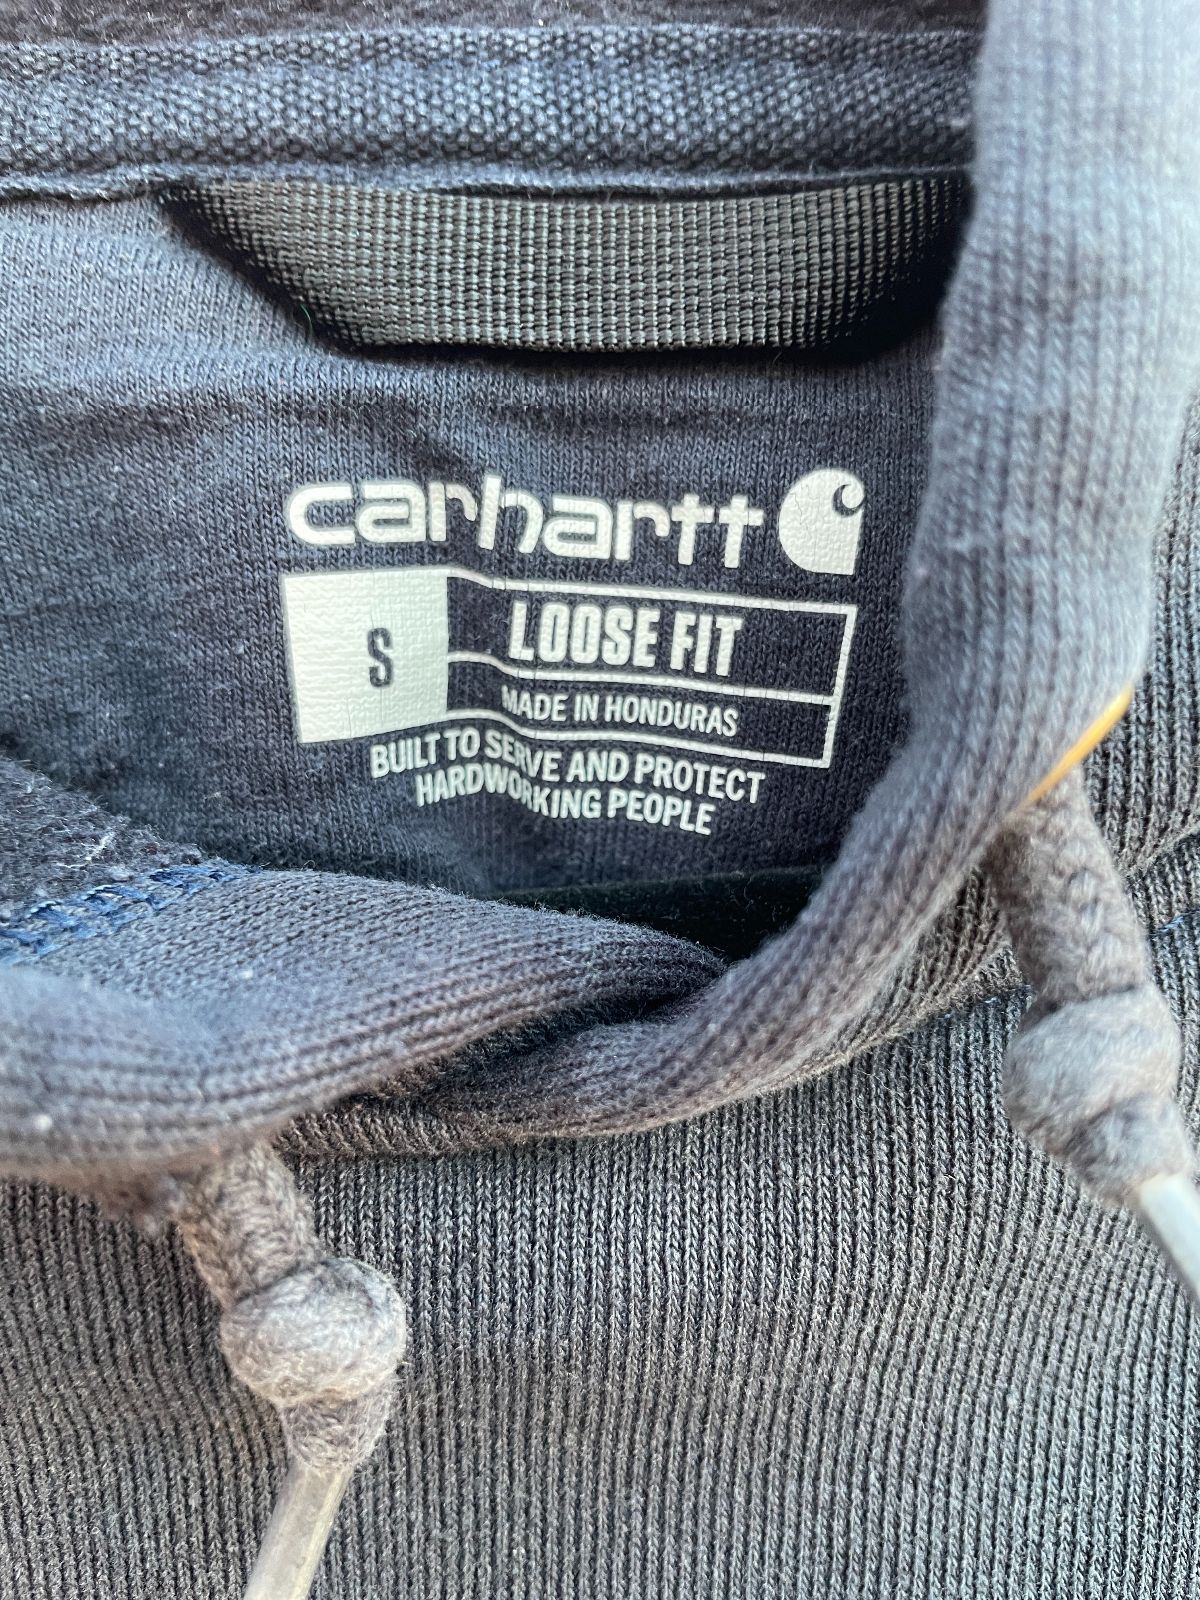 carhartt
S
LOOSE FIT
MADE IN HONDURAS
BUILT TO SERVE AND PROTECT
HARDWORKING PEOPLE